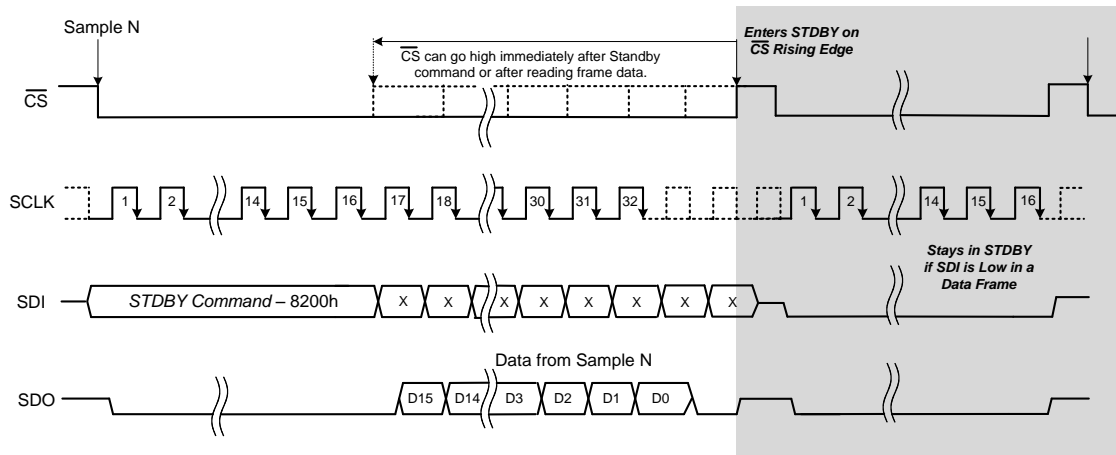 Sample N
CS can go high immediately after Standby
command or after reading frame data.
Enters STDBY on
CS Rising Edge
CS
SCLK
1 2 14 15 16 17 18 30 31 32 1 2 14 15 16
Stays in STDBY
if SDI is Low in a
Data Frame
SDI
STDBY Command – 8200h X X X X X X X X
Data from Sample N
SDO
D15 D14 D3 D2 D1 D0